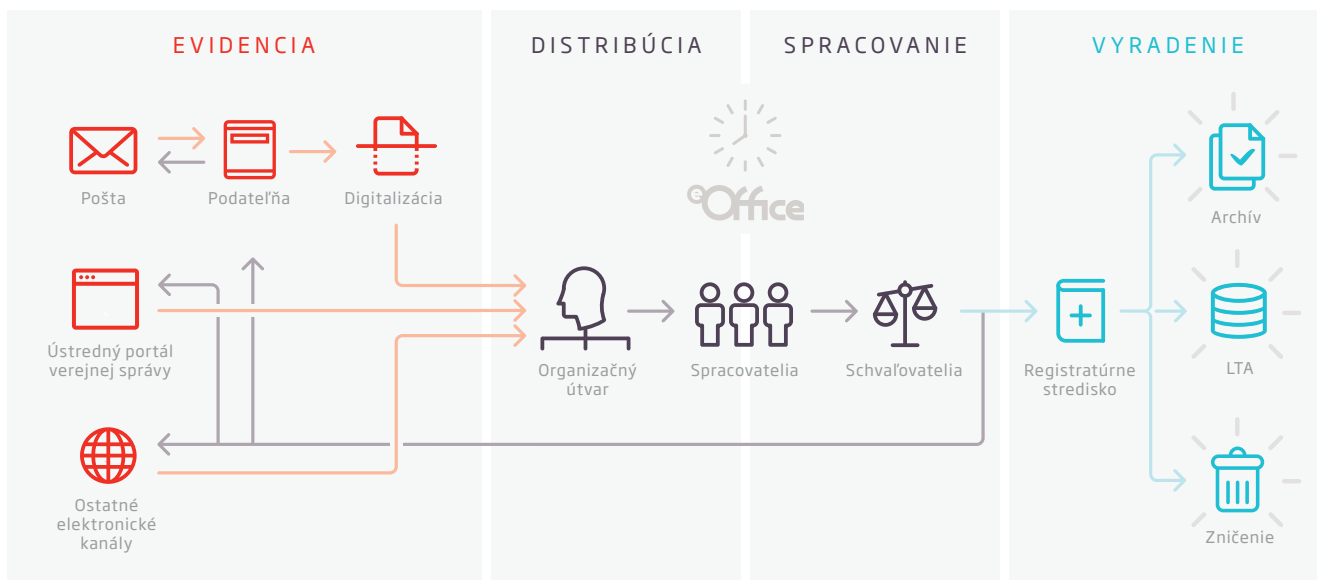 EVIDENCIA
DISTRIBÚCIA
SPRACOVANIE
VYRADENIE
Pošta
Podateľňa
Digitalizácia
eOffice
Archív
Ústredný portál
verejnej správy
Organizačný
útvar
Spracovatelia
Schvaľovatelia
Registratúrne
stredisko
LTA
Ostatné
elektronické
kanály
Zničenie